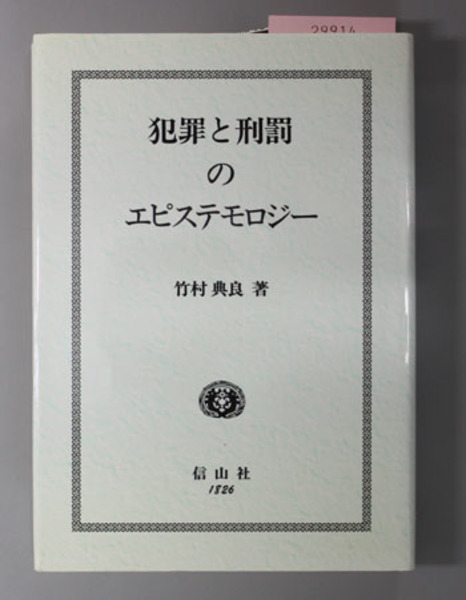 29914
犯罪と刑罰
の
エピステモロジー
竹村 典良 著
信山社
1826